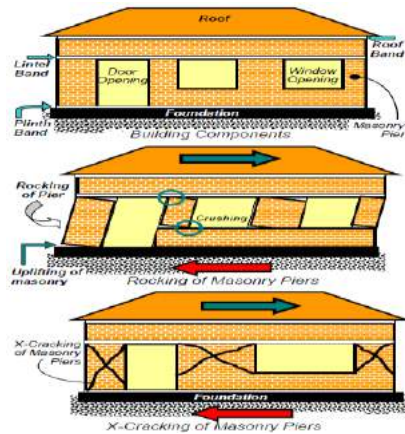 Roof
Roof
Band
Lintel
Band
Door
Opening
Window
Opening
Plinth
Band
Foundation
Masonry
Pier
Building Components
Rocking
of Pier
Crushing
Uplifting of
masonry
Rocking of Masonry Piers
X-Cracking
of Masonry
Piers
Foundation
X-Cracking of Masonry Piers